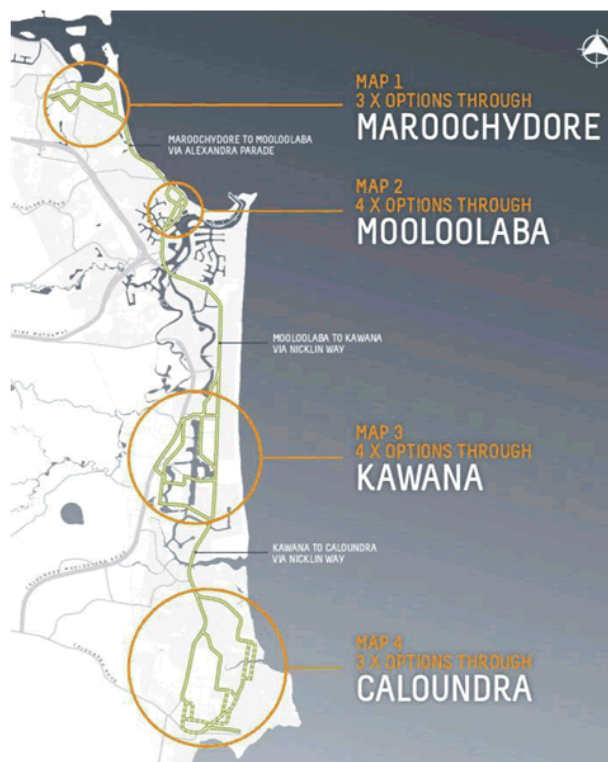 MAP 1
3 X OPTIONS THROUGH
MAROOCHYDORE
MAROOCHYDORE TO MOOLOOLABA
VIA ALEXANDRA PARADE
MAP 2
4 X OPTIONS THROUGH
MOOLOOLABA
MOOLOOLABA TO KAWANA
VIA NICKLIN WAY
MAP 3
4 X OPTIONS THROUGH
KAWANA
KAWANA TO CALOUNDRA
VIA NICKLIN WAY
MAP 4
3 X OPTIONS THROUGH
CALOUNDRA